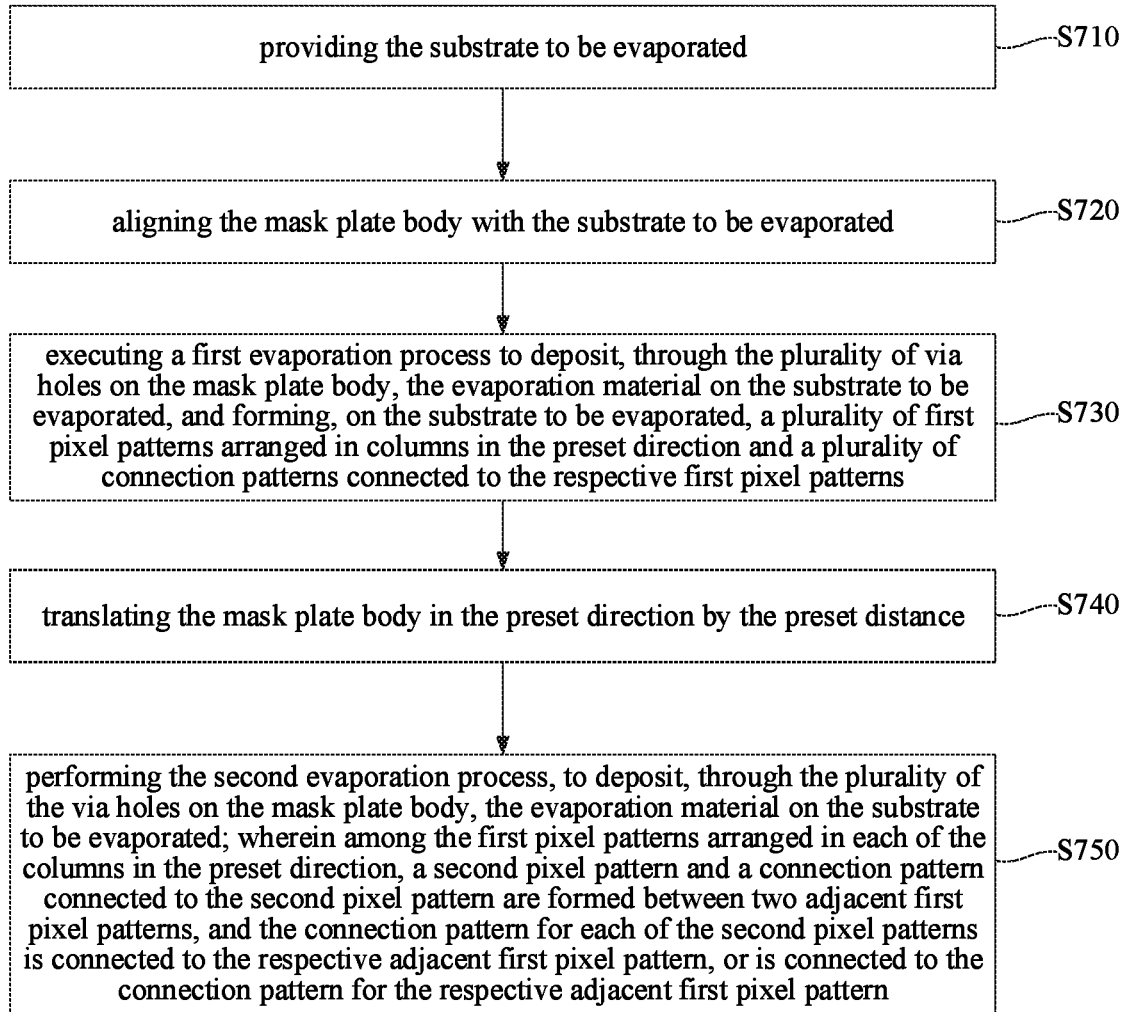 providing the substrate to be evaporated
S710
aligning the mask plate body with the substrate to be evaporated
S720
executing a first evaporation process to deposit, through the plurality of via
holes on the mask plate body, the evaporation material on the substrate to be
evaporated, and forming, on the substrate to be evaporated, a plurality of first
pixel patterns arranged in columns in the preset direction and a plurality of
connection patterns connected to the respective first pixel patterns
S730
translating the mask plate body in the preset direction by the preset distance
S740
performing the second evaporation process, to deposit, through the plurality of
the via holes on the mask plate body, the evaporation material on the substrate
to be evaporated; wherein among the first pixel patterns arranged in each of the
columns in the preset direction, a second pixel pattern and a connection pattern
connected to the second pixel pattern are formed between two adjacent first
pixel patterns, and the connection pattern for each of the second pixel patterns
is connected to the respective adjacent first pixel pattern, or is connected to the
connection pattern for the respective adjacent first pixel pattern
S750